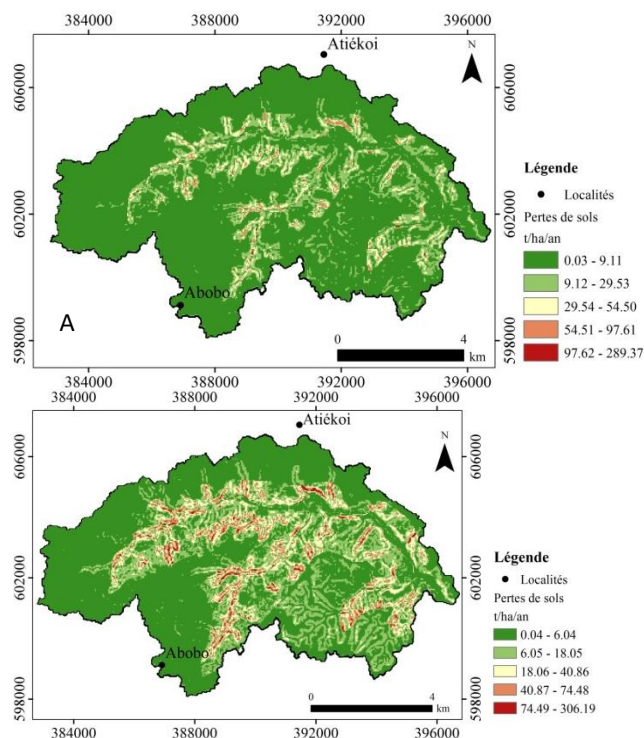 384000 388000 392000 396000
Atiékoi
N
606000 606000
602000 602000
598000 598000
Abobo
A
0 4
km
384000 388000 392000 396000
Légende
Localités
Pertes de sols
t/ha/an
0.03 - 9.11
9.12 - 29.53
29.54 - 54.50
54.51 - 97.61
97.62 - 289.37
384000 388000 392000 396000
Atiékoi
N
606000 606000
602000 602000
598000 598000
Abobo
0 4
km
384000 388000 392000 396000
Légende
Localités
Pertes de sols
t/ha/an
0.04 - 6.04
6.05 - 18.05
18.06 - 40.86
40.87 - 74.48
74.49 - 306.19